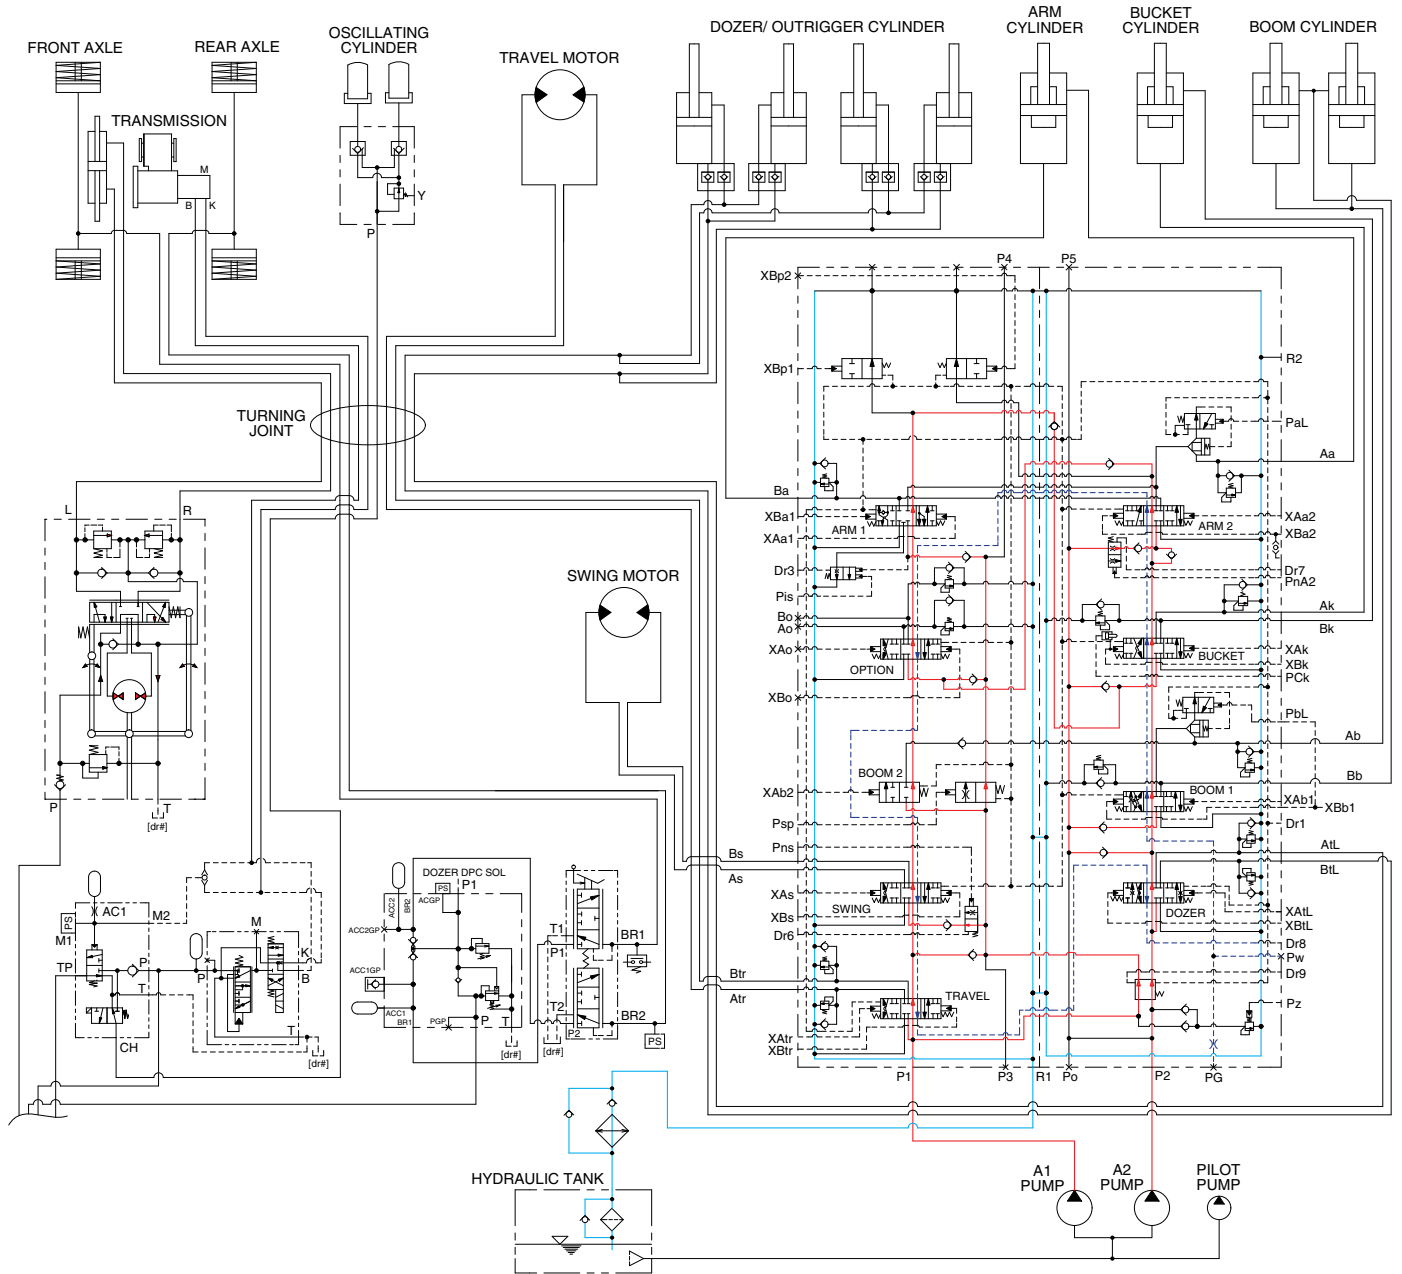 FRONT AXLE
REAR AXLE
OSCILLATING
CYLINDER
TRAVEL MOTOR
DOZER/ OUTRIGGER CYLINDER
ARM
CYLINDER
BUCKET
CYLINDER
BOOM CYLINDER
TRANSMISSION
M
B
K
Y
P
TURNING
JOINT
XBp2
P4
P5
XBp1
R2
PaL
Aa
Ba
XBa1
XAa1
ARM 1
ARM 2
XAa2
XBa2
Dr3
Dr7
PnA2
Pis
Bo
Ao
Ak
Bk
XAo
OPTION
BUCKET
XAk
XBk
PCk
XBo
PbL
Ab
BOOM 2
BOOM 1
Bb
XAb2
XAb1
XBb1
Psp
Dr1
Pns
AtL
BtL
Bs
As
XAs
SWING
DOZER
XAtL
XBs
XBtL
Dr6
Dr8
Pw
Dr9
Btr
Atr
TRAVEL
Pz
XAtr
XBtr
P1
P3
R1
Po
P2
PG
SWING MOTOR
L
R
P
T
[dr#]
AC1
PS
M1
M2
TP
P
T
CH
M
P
K
B
T
[dr#]
DOZER DPC SOL
PS
P1
ACGP
ACC2
BR2
ACC2GP
ACC1GP
ACC1
BR1
PGP
P
T
[dr#]
T1
P1
BR1
T2
P2
BR2
[dr#]
PS
HYDRAULIC TANK
A1
PUMP
A2
PUMP
PILOT
PUMP